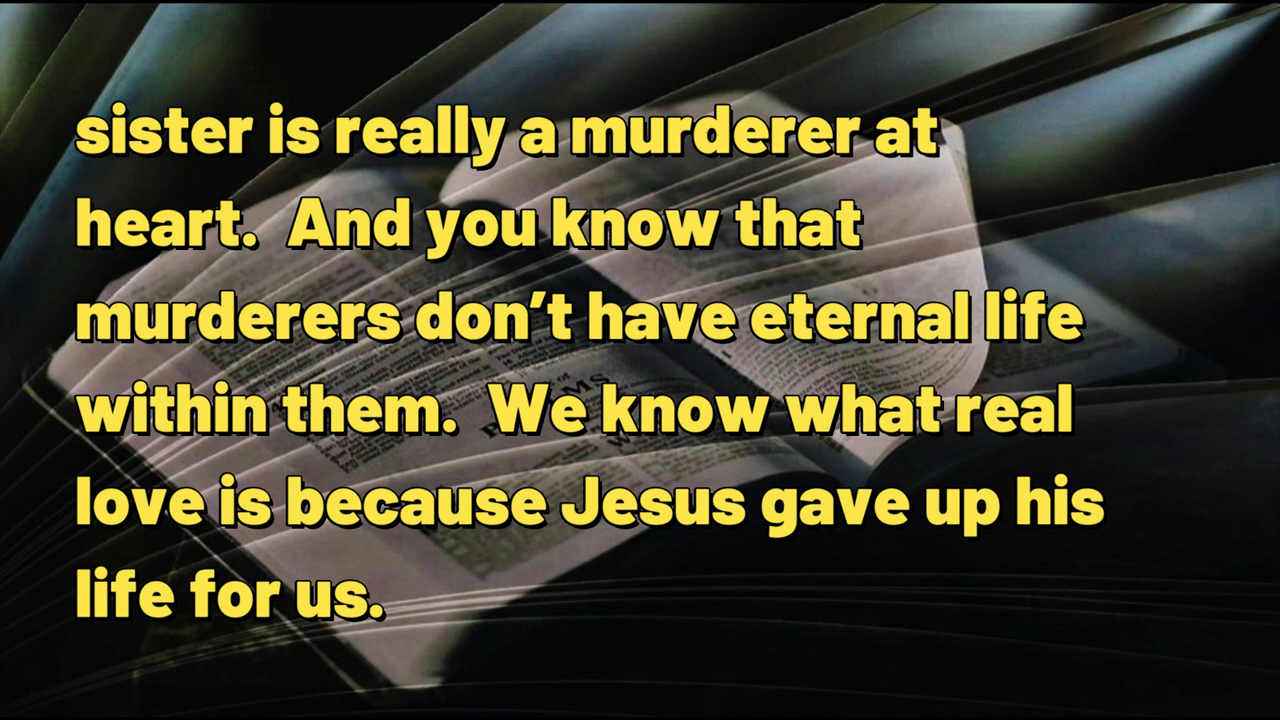 sister is really a murderer at
heart.  And you know that
murderers don’t have eternal life
within them.  We know what real
love is because Jesus gave up his
life for us.